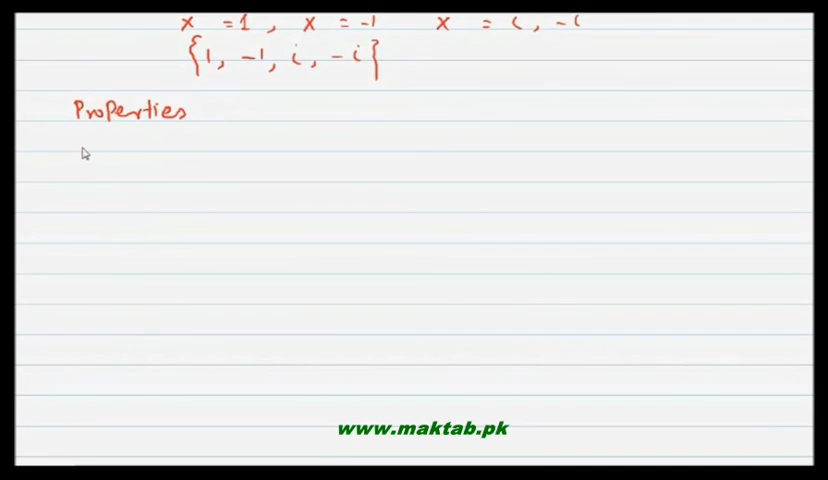 x = 1 , x = -1 x = i , -i
{1, -1, i, -i}
Properties
www.maktab.pk